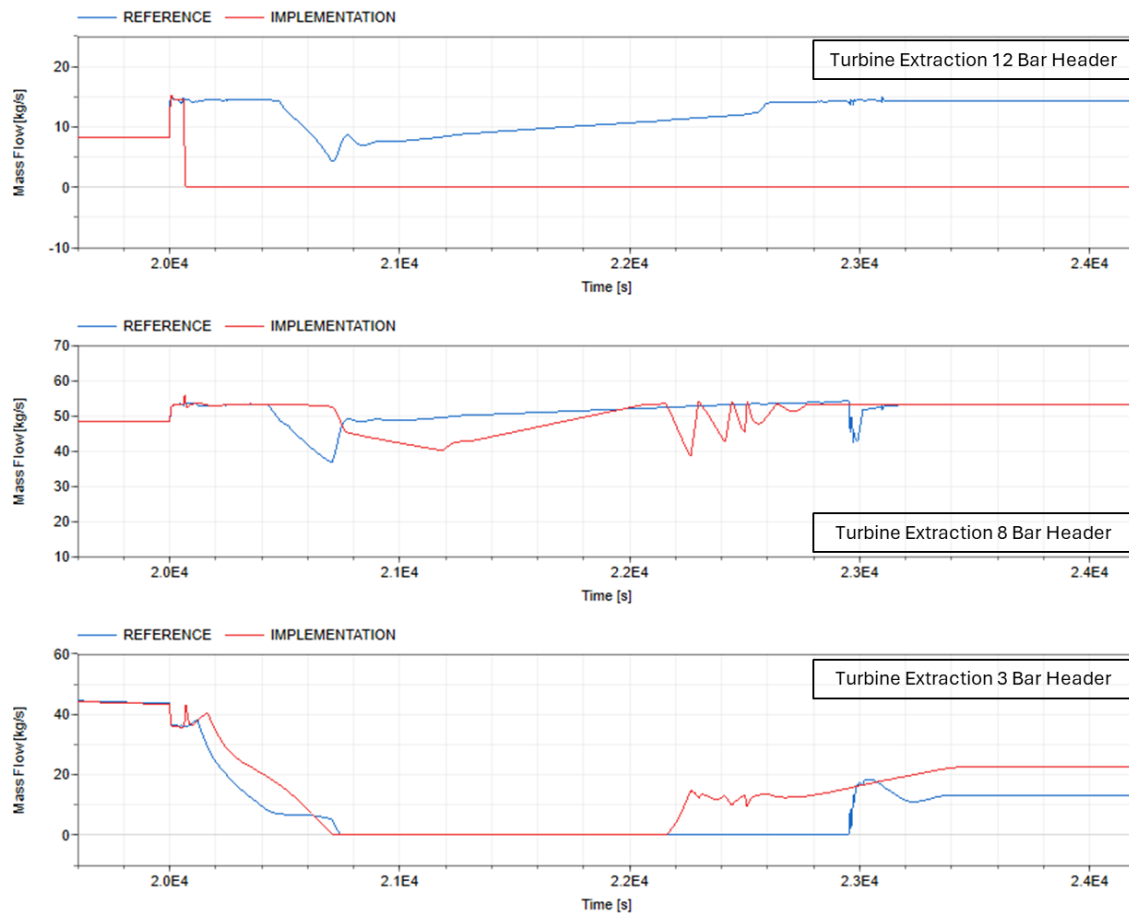 REFERENCE IMPLEMENTATION
Turbine Extraction 12 Bar Header
Mass Flow [kg/s]
20
10
0
-10
2.0E4 2.1E4 2.2E4 2.3E4 2.4E4
Time [s]
REFERENCE IMPLEMENTATION
Mass Flow [kg/s]
70
60
50
40
30
20
10
Turbine Extraction 8 Bar Header
2.0E4 2.1E4 2.2E4 2.3E4 2.4E4
Time [s]
REFERENCE IMPLEMENTATION
Turbine Extraction 3 Bar Header
Mass Flow [kg/s]
60
40
20
0
2.0E4 2.1E4 2.2E4 2.3E4 2.4E4
Time [s]